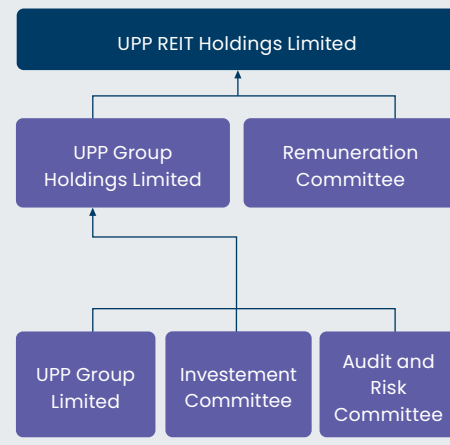 UPP REIT Holdings Limited
UPP Group
Holdings Limited
Remuneration
Committee
UPP Group
Limited
Investement
Committee
Audit and
Risk
Committee